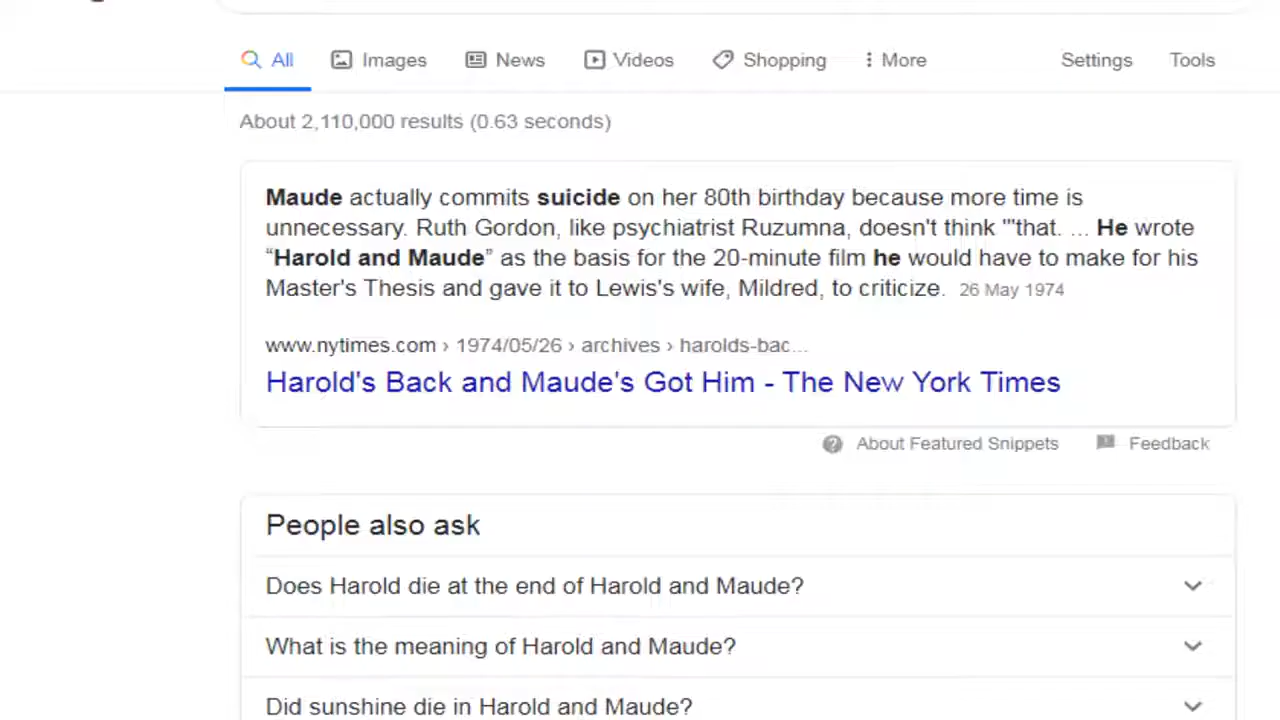 All Images News Videos Shopping More Settings Tools
About 2,110,000 results (0.63 seconds)
Maude actually commits suicide on her 80th birthday because more time is
unnecessary. Ruth Gordon, like psychiatrist Ruzumna, doesn't think '"that. ... He wrote
“Harold and Maude” as the basis for the 20-minute film he would have to make for his
Master's Thesis and gave it to Lewis's wife, Mildred, to criticize. 26 May 1974
www.nytimes.com › 1974/05/26 › archives › harolds-bac...
Harold's Back and Maude's Got Him - The New York Times
About Featured Snippets Feedback
People also ask
Does Harold die at the end of Harold and Maude?
What is the meaning of Harold and Maude?
Did sunshine die in Harold and Maude?